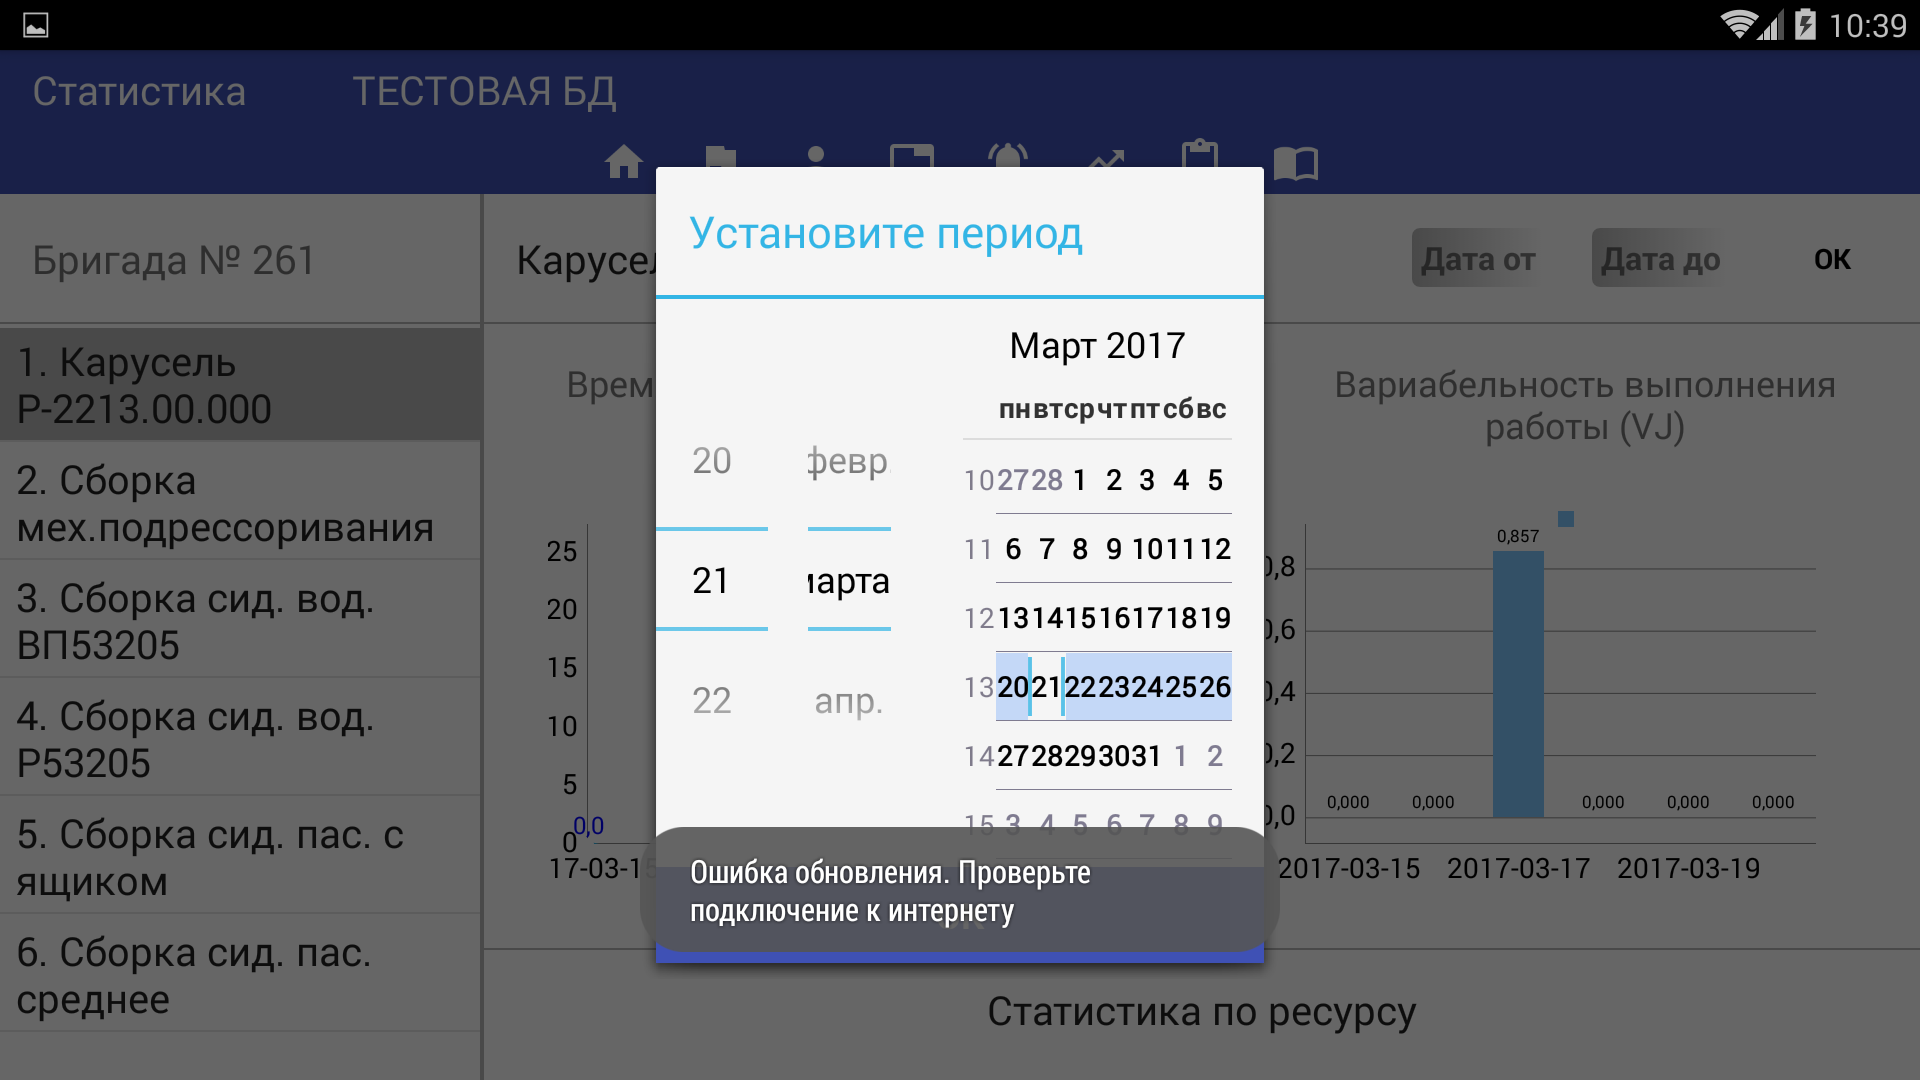 10:39
Статистика
ТЕСТОВАЯ БД
Бригада № 261
1. Карусель
Р-2213.00.000
2. Сборка
мех.подрессоривания
3. Сборка сид. вод.
ВП53205
4. Сборка сид. вод.
Р53205
5. Сборка сид. пас. с
ящиком
6. Сборка сид. пас.
среднее
Дата от
Дата до
ОК
25
20
15
10
5
0
0,0
Установите период
20 февр.
21 марта
22 апр.
Март 2017
пн вт ср чт пт сб вс
10 27 28 1 2 3 4 5
11 6 7 8 9 10 11 12
12 13 14 15 16 17 18 19
13 20 21 22 23 24 25 26
14 27 28 29 30 31 1 2
15 3 4 5 6 7 8 9
Ошибка обновления. Проверьте
подключение к интернету
Вариабельность выполнения
работы (VJ)
0,857
0,8
0,6
0,4
0,2
0,0
0,000 0,000 0,000 0,000 0,000
2017-03-15 2017-03-17 2017-03-19
Статистика по ресурсу